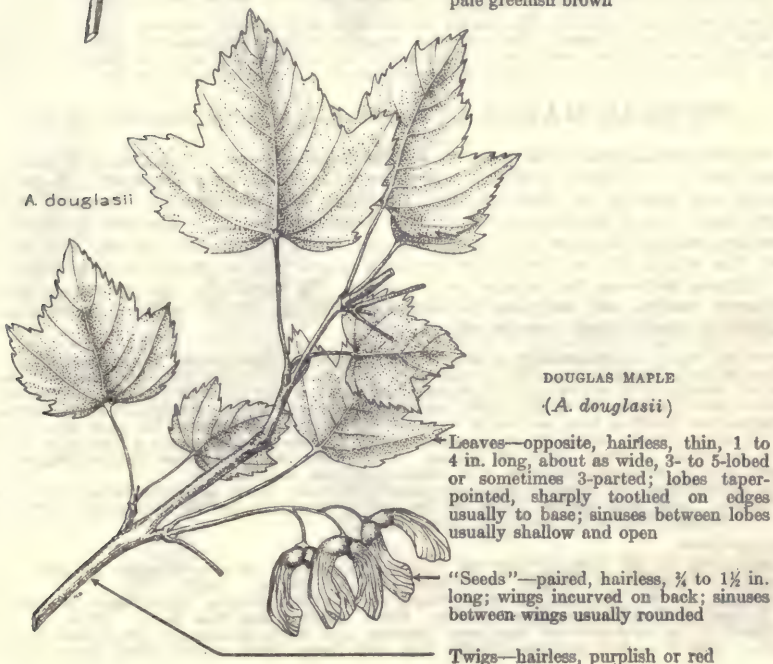 pale greenish brown
A. douglasii
DOUGLAS MAPLE
(A. douglasii)
Leaves—opposite, hairless, thin, 1 to
4 in. long, about as wide, 3- to 5-lobed
or sometimes 3-parted; lobes taper-
pointed, sharply toothed on edges
usually to base; sinuses between lobes
usually shallow and open
"Seeds"—paired, hairless, ¾ to 1½ in.
long; wings incurved on back; sinuses
between wings usually rounded
Twigs—hairless, purplish or red